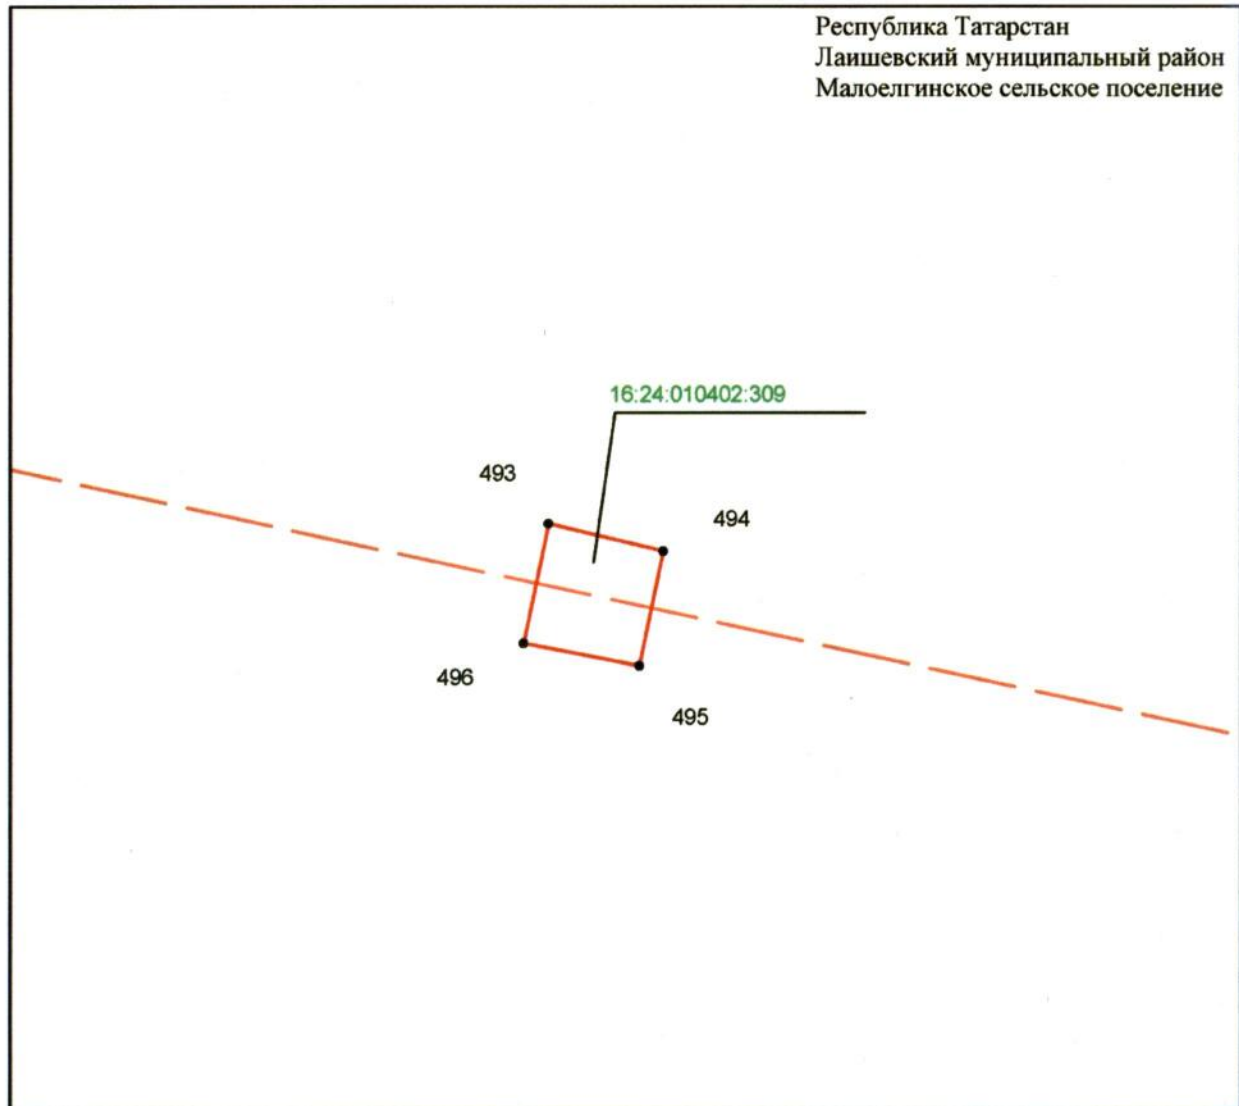 Республика Татарстан
Лаишевский муниципальный район
Малоелгинское сельское поселение
16:24:010402:309
493
494
496
495